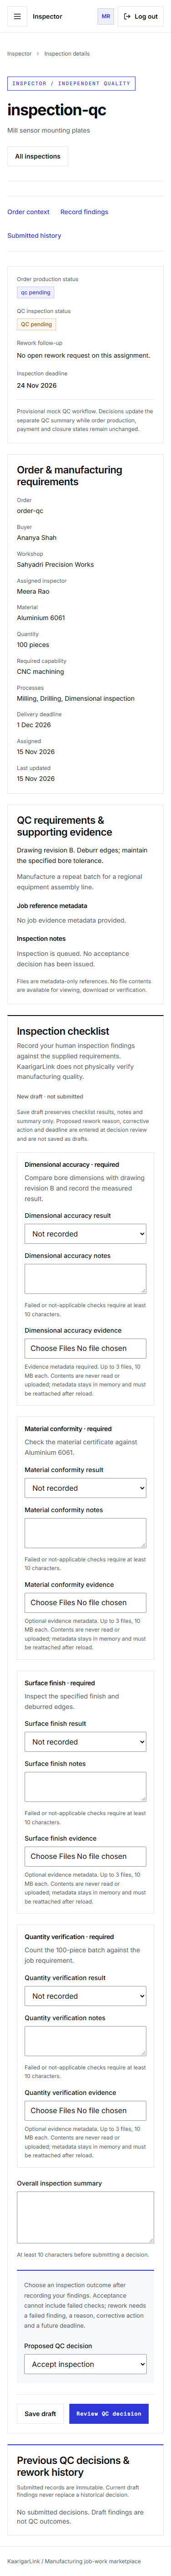 Inspector
MR
Log out
Inspector > Inspection details
INSPECTOR / INDEPENDENT QUALITY
inspector-qc
Mill sensor mounting plates
All inspections
Order context
Record findings
Submitted history
Order production status
qc pending
QC inspection status
QC pending
Rework follow-up
No open rework request on this assignment.
Inspection deadline
24 Nov 2026
Provisional mock QC workflow. Decisions update the
separate QC summary while order production,
payment and closure states remain unchanged.
Order & manufacturing
requirements
Order
order-qc
Buyer
Ananya Shah
Workshop
Sahyadri Precision Works
Assigned inspector
Meera Rao
Material
Aluminium 6061
Quantity
100 pieces
Required capability
CNC machining
Processes
Milling, Drilling, Dimensional inspection
Delivery deadline
1 Dec 2026
Assigned
15 Nov 2026
Last updated
15 Nov 2026
QC requirements &
supporting evidence
Drawing revision B. Deburr edges; maintain
the specified bore tolerance.
Manufacture a repeat batch for a regional
equipment assembly line.
Job reference metadata
No job evidence metadata provided.
Inspection notes
Inspection is queued. No acceptance
decision has been issued.
Files are metadata-only references. No file contents
are available for viewing, download or verification.
Inspection checklist
Record your human inspection findings
against the supplied requirements.
KaarigarLink does not physically verify
manufacturing quality.
New draft · not submitted
Save draft preserves checklist results, notes and
summary only. Proposed rework reason, corrective
action and deadline are entered at decision review
and are not saved as drafts.
Dimensional accuracy · required
Compare bore dimensions with drawing
revision B and record the measured
result.
Dimensional accuracy result
Not recorded
Dimensional accuracy notes
Failed or not-applicable checks require at least
10 characters.
Dimensional accuracy evidence
Choose Files No file chosen
Evidence metadata required. Up to 3 files, 10
MB each. Contents are never read or
uploaded; metadata stays in memory and must
be reattached after reload.
Material conformity · required
Check the material certificate against
Aluminium 6061.
Material conformity result
Not recorded
Material conformity notes
Failed or not-applicable checks require at least
10 characters.
Material conformity evidence
Choose Files No file chosen
Optional evidence metadata. Up to 3 files, 10
MB each. Contents are never read or
uploaded; metadata stays in memory and must
be reattached after reload.
Surface finish · required
Inspect the specified finish and
deburred edges.
Surface finish result
Not recorded
Surface finish notes
Failed or not-applicable checks require at least
10 characters.
Surface finish evidence
Choose Files No file chosen
Optional evidence metadata. Up to 3 files, 10
MB each. Contents are never read or
uploaded; metadata stays in memory and must
be reattached after reload.
Quantity verification · required
Count the 100-piece batch against the
job requirement.
Quantity verification result
Not recorded
Quantity verification notes
Failed or not-applicable checks require at least
10 characters.
Quantity verification evidence
Choose Files No file chosen
Optional evidence metadata. Up to 3 files, 10
MB each. Contents are never read or
uploaded; metadata stays in memory and must
be reattached after reload.
Overall inspection summary
At least 10 characters before submitting a decision.
Choose an inspection outcome after
recording your findings. Acceptance
cannot include failed checks; rework needs
a failed finding, a reason, corrective action
and a future deadline.
Proposed QC decision
Accept inspection
Save draft
Review QC decision
Previous QC decisions &
rework history
Submitted records are immutable. Current draft
findings never replace a historical decision.
No submitted decisions. Draft findings are
not QC outcomes.
KaarigarLink / Manufacturing job-work marketplace